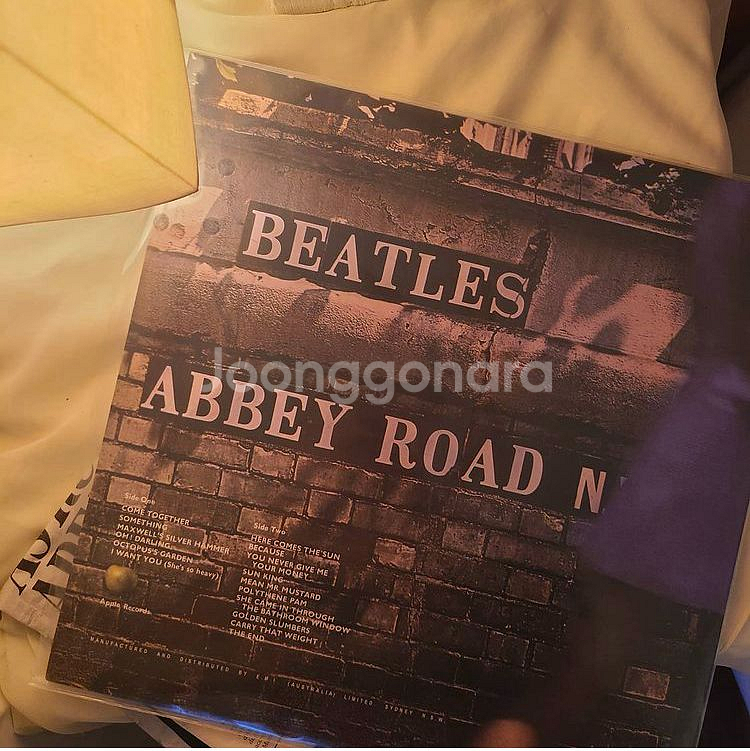 BEATLES
loonggondra
ABBEY ROAD N
Side One
COME TOGETHER
SOMETHING
MAXWELL'S SILVER HAMMER
OH! DARLING
OCTOPUS'S GARDEN
I WANT YOU (She's so heavy)
Side Two
HERE COMES THE SUN
BECAUSE
YOU NEVER GIVE ME
YOUR MONEY
SUN KING
MEAN MR MUSTARD
POLYTHENE PAM
SHE CAME IN THROUGH
THE BATHROOM WINDOW
GOLDEN SLUMBERS
CARRY THAT WEIGHT
THE END
Apple Records
MANUFACTURED AND DISTRIBUTED BY E.M.I. (AUSTRALIA) LIMITED SYDNEY N.S.W.